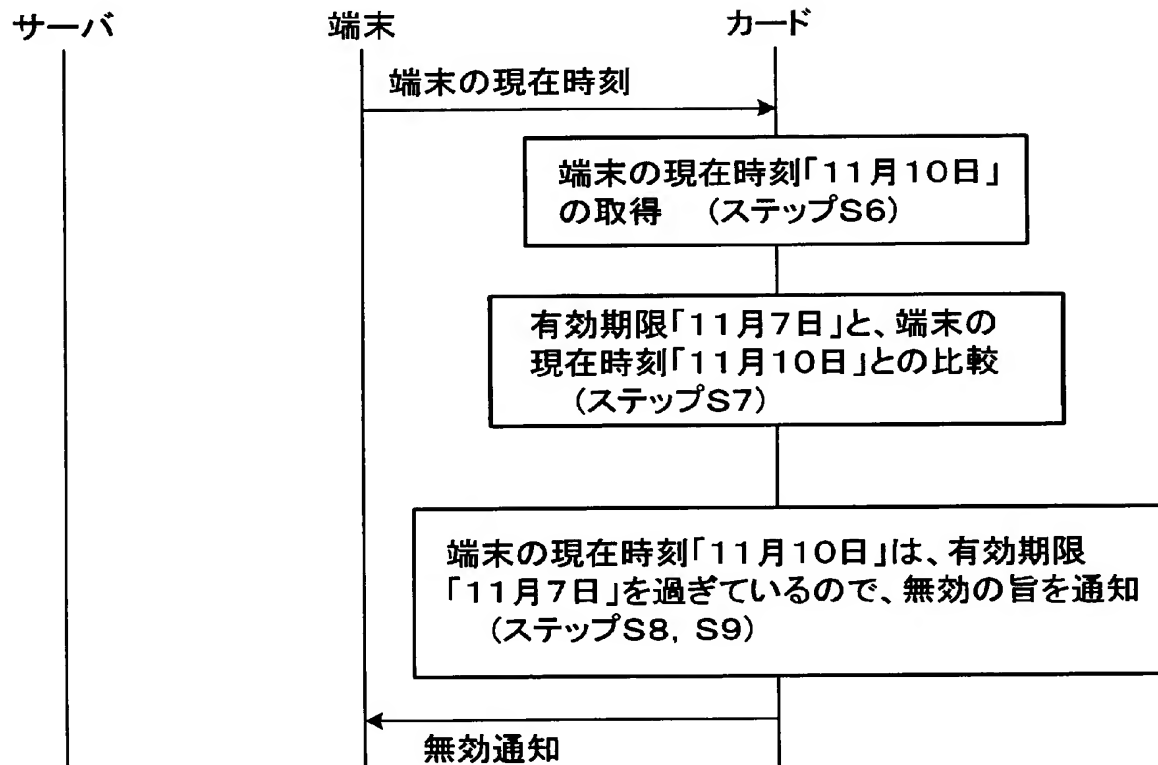 サーバ
端末
カード
端末の現在時刻
端末の現在時刻「11月10日」
の取得 (ステップS6)
有効期限「11月7日」と、端末の
現在時刻「11月10日」との比較
(ステップS7)
端末の現在時刻「11月10日」は、有効期限
「11月7日」を過ぎているので、無効の旨を通知
(ステップS8, S9)
無効通知